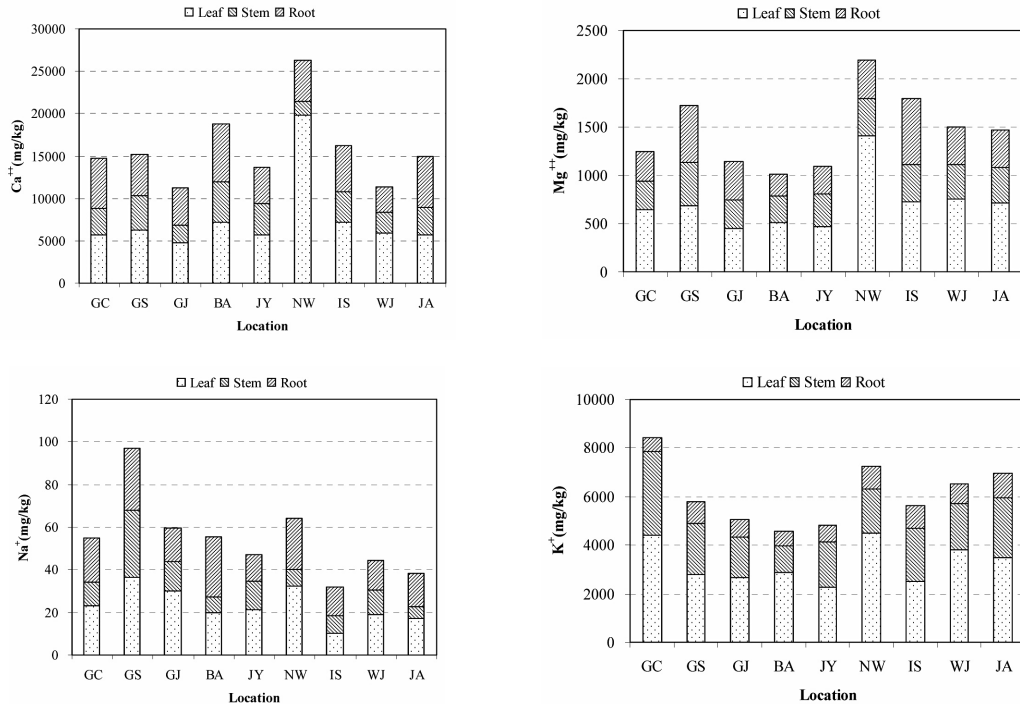 Leaf Stem Root
30000
25000
20000
15000
10000
5000
0
Ca++(mg/kg)
GC GS GJ BA JY NW IS WJ JA
Location
Leaf Stem Root
2500
2000
1500
1000
500
0
Mg++(mg/kg)
GC GS GJ BA JY NW IS WJ JA
Location
Leaf Stem Root
120
100
80
60
40
20
0
Na+(mg/kg)
GC GS GJ BA JY NW IS WJ JA
Location
Leaf Stem Root
10000
8000
6000
4000
2000
0
K+(mg/kg)
GC GS GJ BA JY NW IS WJ JA
Location